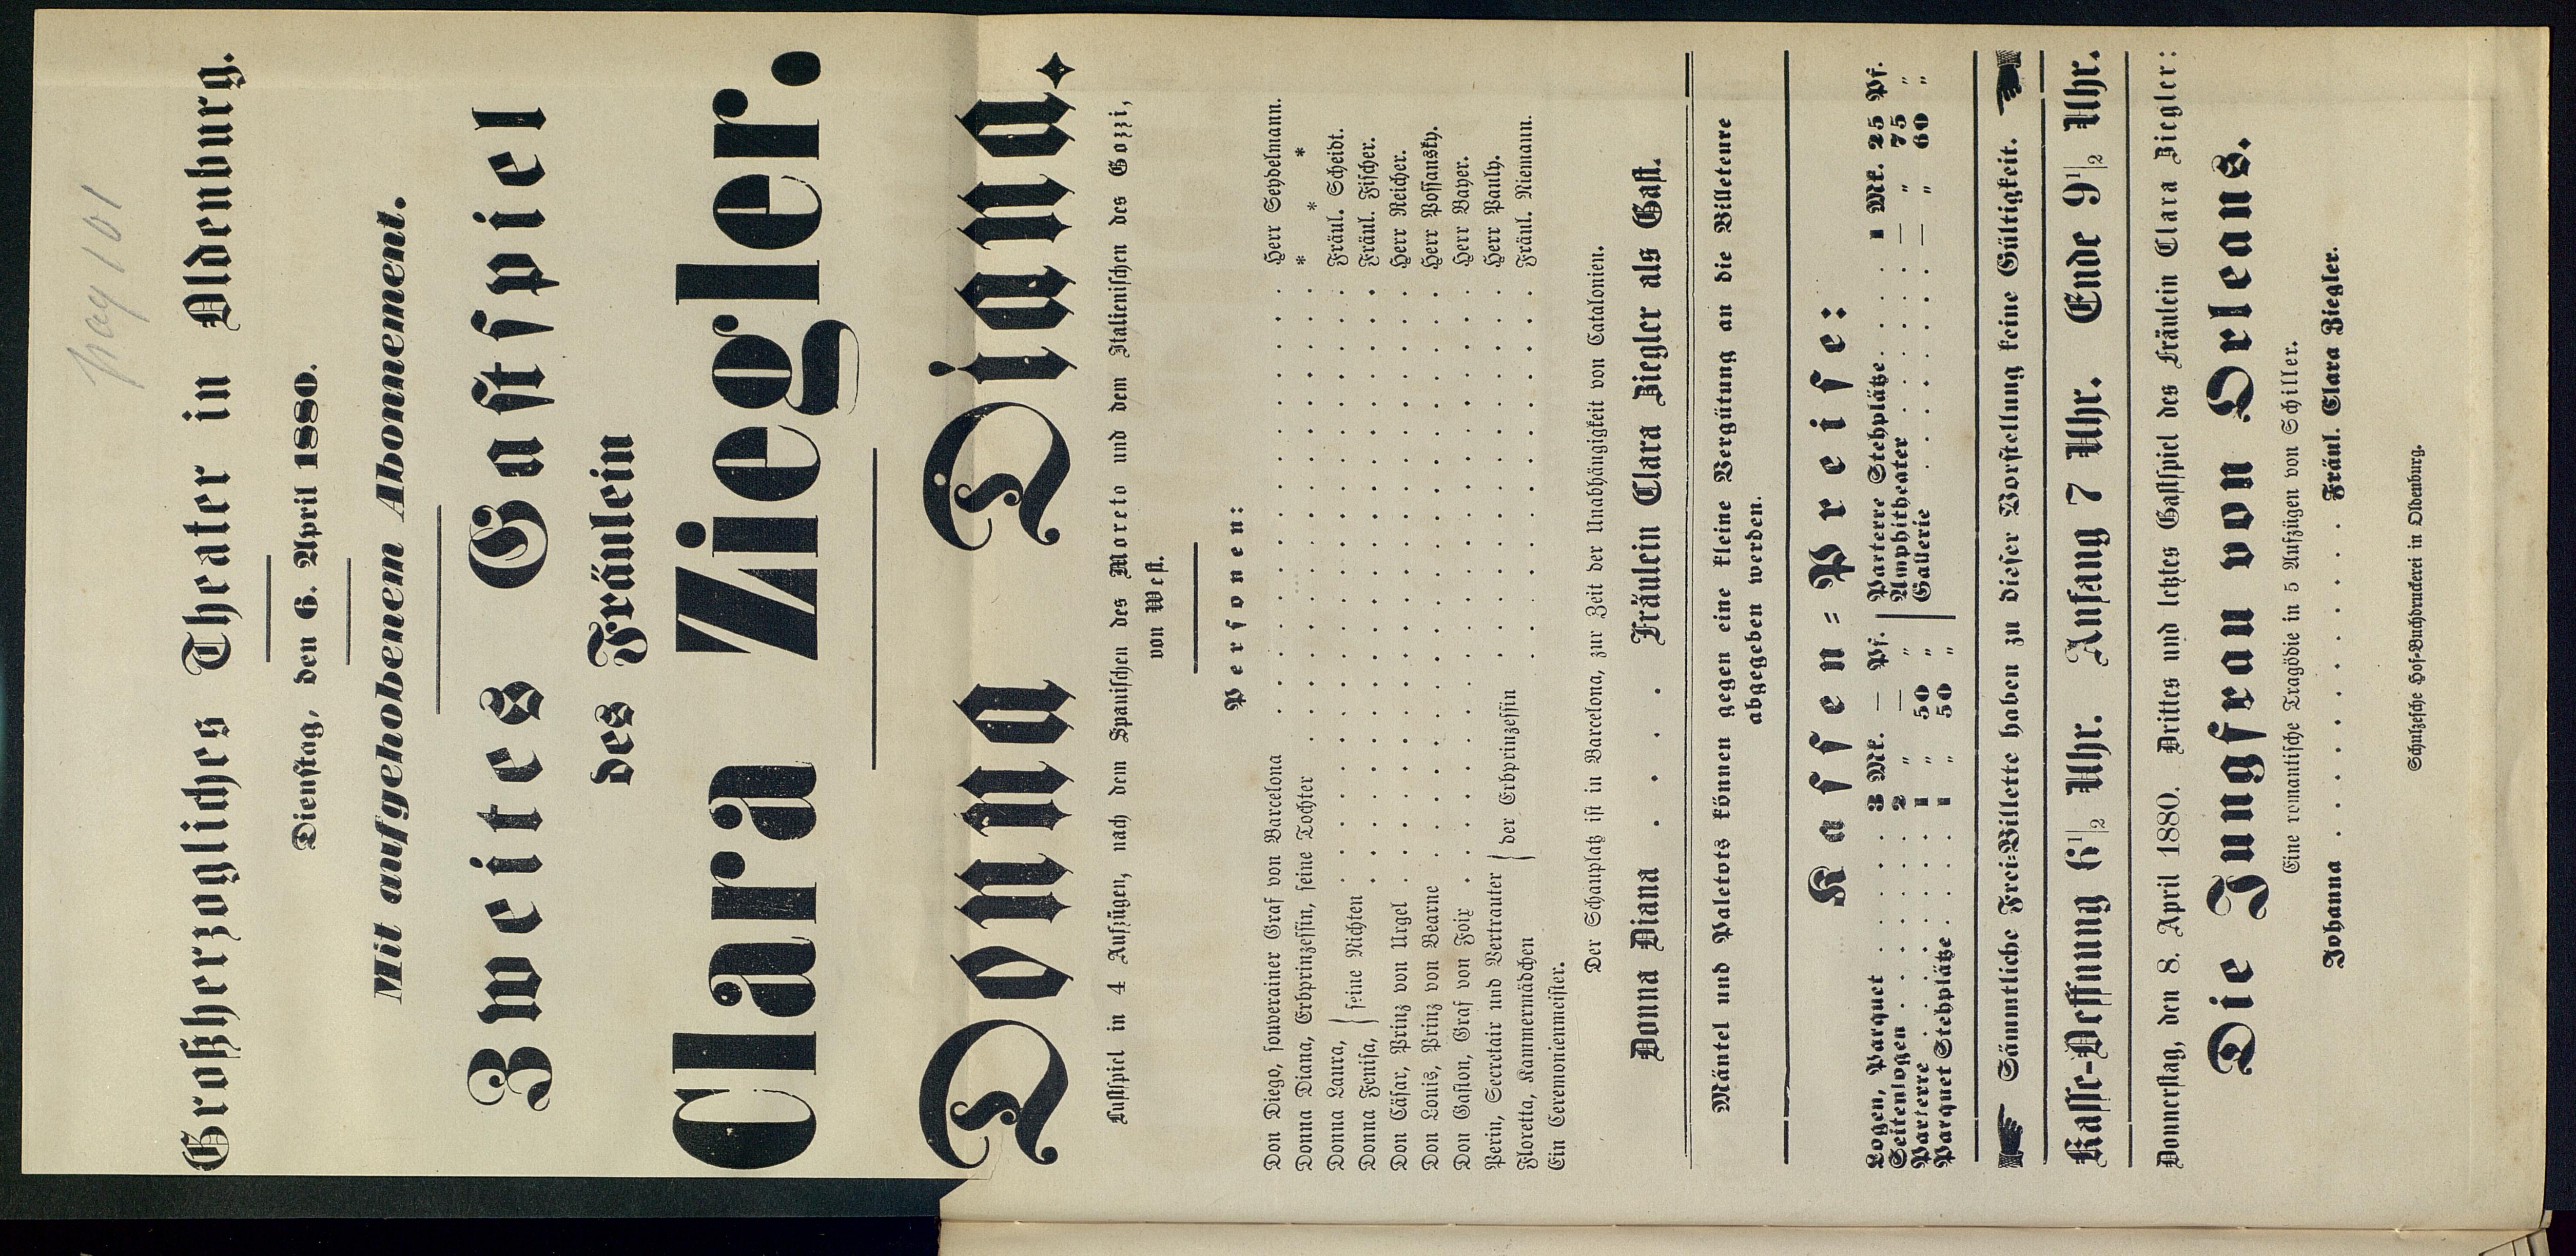 Großherzogliches Theater in Oldenburg.
Dienstag, den 6. April 1880.
Mit aufgehobenem Abonnement.
Zweites Gastspiel
des Fräulein
Clara Ziegler.
Donna Diana.
Lustspiel in 4 Aufzügen, nach dem Spanischen des Moreto und dem Italienischen des Gozzi,
von West.
Personen:
Don Diego, souverainer Graf von Barcelona . . . . . . . . . . . . . . . . Herr Seydelmann.
Donna Diana, Erbprinzessin, seine Tochter . . . . . . . . . . . . . . . . * * *
Donna Laura, } seine Nichten . . . . . . . . . . . . . . . . Fräul. Scheidt.
Donna Fenisa, } . . . . . . . . . . . . . . . . Fräul. Fischer.
Don Cäsar, Prinz von Urgel . . . . . . . . . . . . . . . . Herr Reicher.
Don Louis, Prinz von Bearne . . . . . . . . . . . . . . . . Herr Possansky.
Don Gaston, Graf von Foix . . . . . . . . . . . . . . . . Herr Bayer.
Perin, Secretair und Vertrauter } der Erbprinzessin . . . . . . . . . . . . Herr Pauly.
Floretta, Kammermädchen } . . . . . . . . . . . . Fräul. Niemann.
Ein Ceremonienmeister.
Der Schauplatz ist in Barcelona, zur Zeit der Unabhängigkeit von Catalonien.
Donna Diana . . . . Fräulein Clara Ziegler als Gast.
Mäntel und Paletots können gegen eine kleine Vergütung an die Billeteure
abgegeben werden.
Kassen-Preise:
Logen, Parquet . . . . . . 3 Mk. — Pf. | Parterre Stehplätze . . . . 1 Mk. 25 Pf.
Seitenlogen . . . . . . 2 „ — „ | Amphitheater . . . . — „ 75 „
Parterre . . . . . . 1 „ 50 „ | Gallerie . . . . — „ 60 „
Parquet Stehplätze . . . . 1 „ 50 „
☞ Sämmtliche Frei-Billette haben zu dieser Vorstellung keine Gültigkeit. ☜
Kasse-Oeffnung 6½ Uhr. Anfang 7 Uhr. Ende 9½ Uhr.
Donnerstag, den 8. April 1880. Drittes und letztes Gastspiel des Fräulein Clara Ziegler:
Die Jungfrau von Orleans.
Eine romantische Tragödie in 5 Aufzügen von Schiller.
Johanna . . . . . . . . . . . . Fräul. Clara Ziegler.
Schulzesche Hof-Buchdruckerei in Oldenburg.